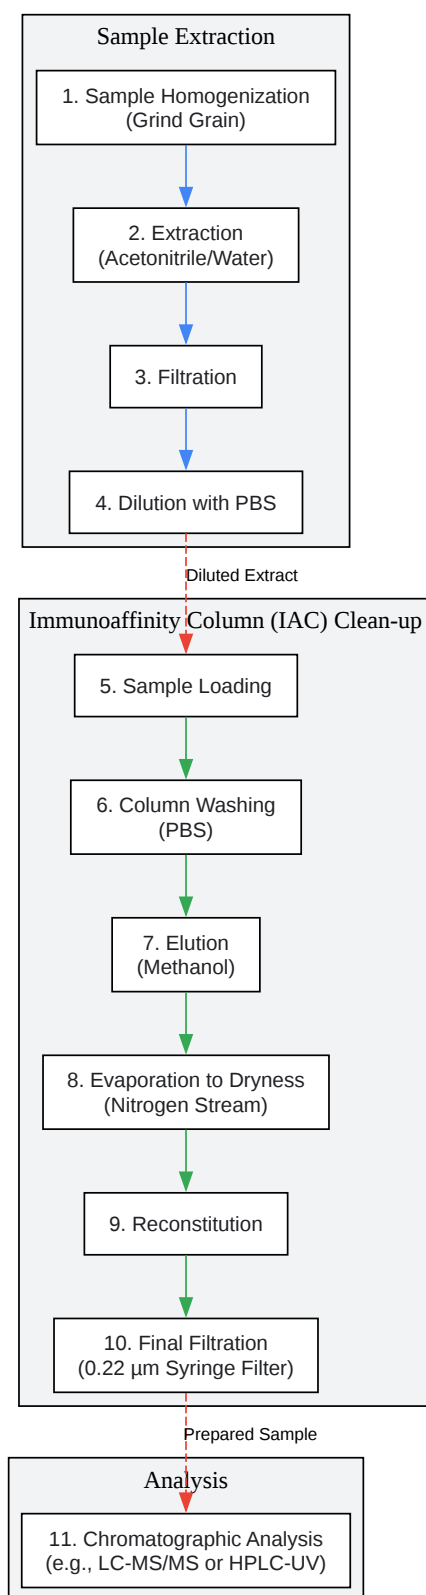 Sample Extraction
1. Sample Homogenization
(Grind Grain)
2. Extraction
(Acetonitrile/Water)
3. Filtration
4. Dilution with PBS
Diluted Extract
Immunoaffinity Column (IAC) Clean-up
5. Sample Loading
6. Column Washing
(PBS)
7. Elution
(Methanol)
8. Evaporation to Dryness
(Nitrogen Stream)
9. Reconstitution
10. Final Filtration
(0.22 µm Syringe Filter)
Prepared Sample
Analysis
11. Chromatographic Analysis
(e.g., LC-MS/MS or HPLC-UV)